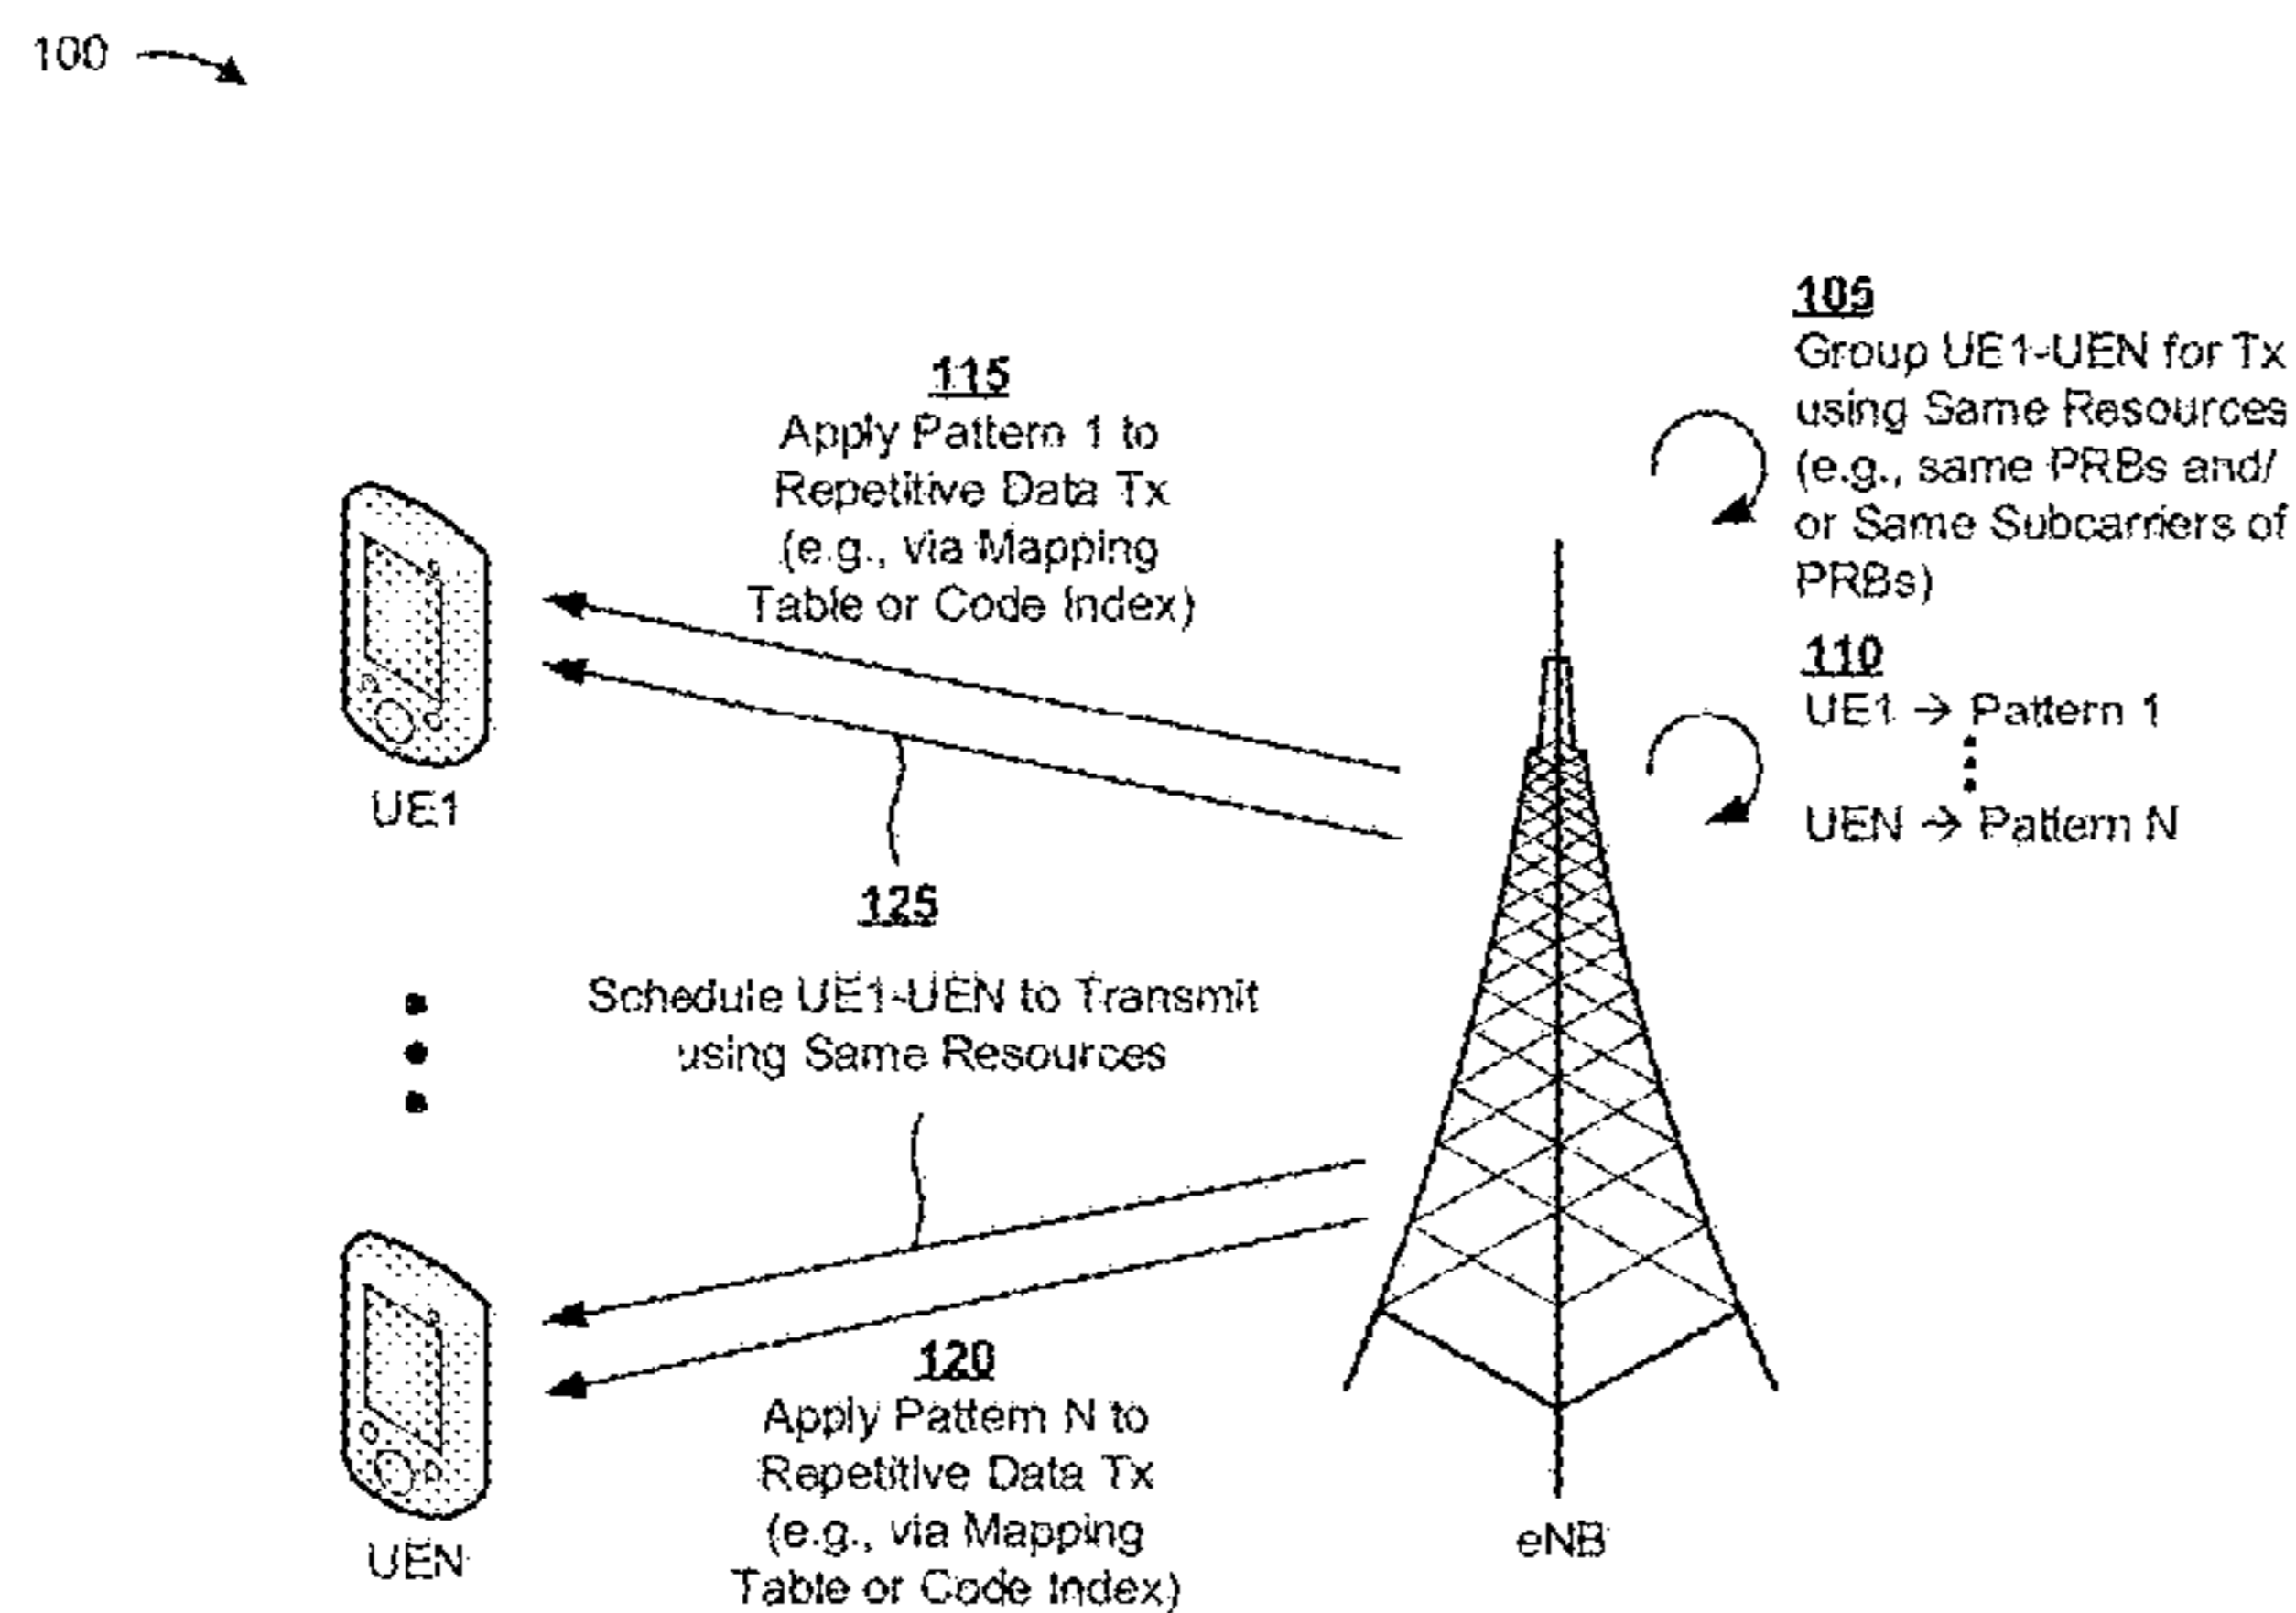 100
105
Group UE1-UEN for Tx
using Same Resources
(e.g., same PRBs and/
or Same Subcarriers of
PRBs)
115
Apply Pattern 1 to
Repetitive Data Tx
(e.g., via Mapping
Table or Code Index)
110
UE1 → Pattern 1
UEN → Pattern N
UE1
125
Schedule UE1-UEN to Transmit
using Same Resources
120
Apply Pattern N to
Repetitive Data Tx
(e.g., via Mapping
Table or Code Index)
UEN
eNB